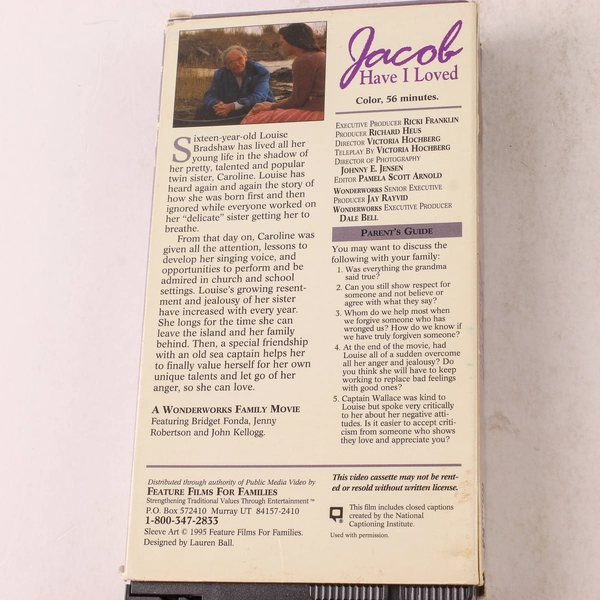 Jacob
Have I Loved
Color, 56 minutes.
Executive Producer Ricki Franklin
Producer Richard Heus
Director Victoria Hochberg
Teleplay By Victoria Hochberg
Director of Photography
Johnny E. Jensen
Editor Pamela Scott Arnold
Wonderworks Senior Executive
Producer Jay Rayvid
Wonderworks Executive Producer
Dale Bell
Sixteen-year-old Louise
Bradshaw has lived all her
young life in the shadow of
her pretty, talented and popular
twin sister, Caroline. Louise has
heard again and again the story of
how she was born first and then
ignored while everyone worked on
her "delicate" sister getting her to
breathe.
From that day on, Caroline was
given all the attention, lessons to
develop her singing voice, and
opportunities to perform and be
admired in church and school
settings. Louise's growing resent-
ment and jealousy of her sister
have increased with every year.
She longs for the time she can
leave the island and her family
behind. Then, a special friendship
with an old sea captain helps her
to finally value herself for her own
unique talents and let go of her
anger, so she can love.
A Wonderworks Family Movie
Featuring Bridget Fonda, Jenny
Robertson and John Kellogg.
Parent's Guide
You may want to discuss the
following with your family:
1. Was everything the grandma
said true?
2. Can you still show respect for
someone and not believe or
agree with what they say?
3. Whom do we help most when
we forgive someone who has
wronged us? How do we know if
we have truly forgiven someone?
4. At the end of the movie, had
Louise all of a sudden overcome
all her anger and jealousy? Do
you think she will have to keep
working to replace bad feelings
with good ones?
5. Captain Wallace was kind to
Louise but spoke very critically
to her about her negative atti-
tudes. Is it easier to accept criti-
cism from someone who shows
they love and appreciate you?
Distributed through authority of Public Media Video by
Feature Films For Families
Strengthening Traditional Values Through Entertainment™
P.O. Box 572410 Murray UT 84157-2410
1-800-347-2833
Sleeve Art © 1995 Feature Films For Families.
Designed by Lauren Ball.
This video cassette may not be rent-
ed or resold without written license.
This film includes closed captions
created by the National
Captioning Institute.
Used with permission.